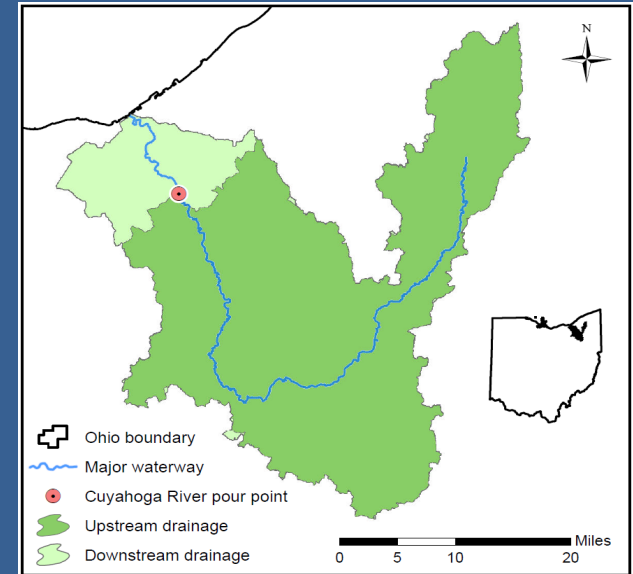 N
Ohio boundary
Major waterway
Cuyahoga River pour point
Upstream drainage
Downstream drainage
Miles
0 5 10 20